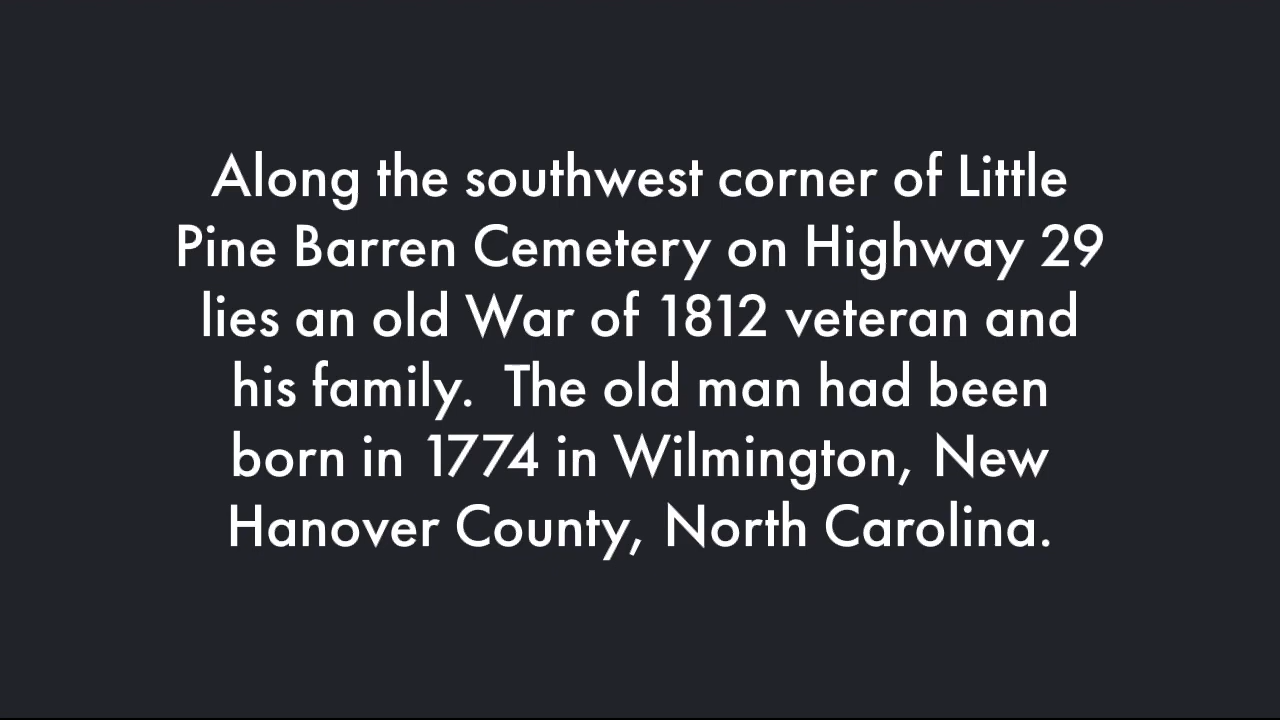 Along the southwest corner of Little
Pine Barren Cemetery on Highway 29
lies an old War of 1812 veteran and
his family.  The old man had been
born in 1774 in Wilmington, New
Hanover County, North Carolina.